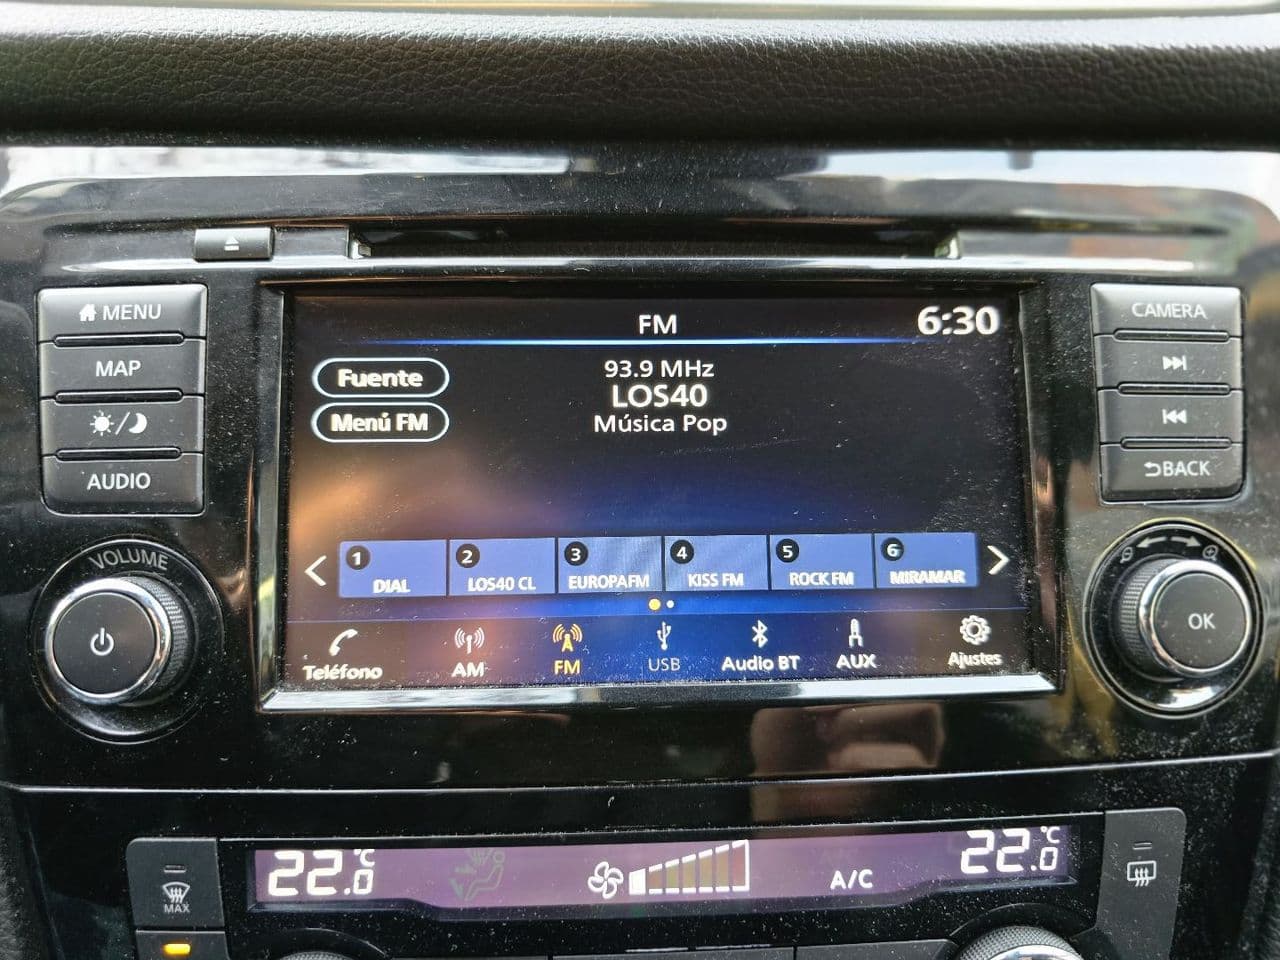 MENU
MAP
AUDIO
VOLUME
FM
6:30
Fuente
Menú FM
93.9 MHz
LOS40
Música Pop
1 DIAL
2 LOS40 CL
3 EUROPAFM
4 KISS FM
5 ROCK FM
6 MIRAMAR
Teléfono
AM
FM
USB
Audio BT
AUX
Ajustes
CAMERA
BACK
OK
MAX
22.0 °C
A/C
22.0 °C